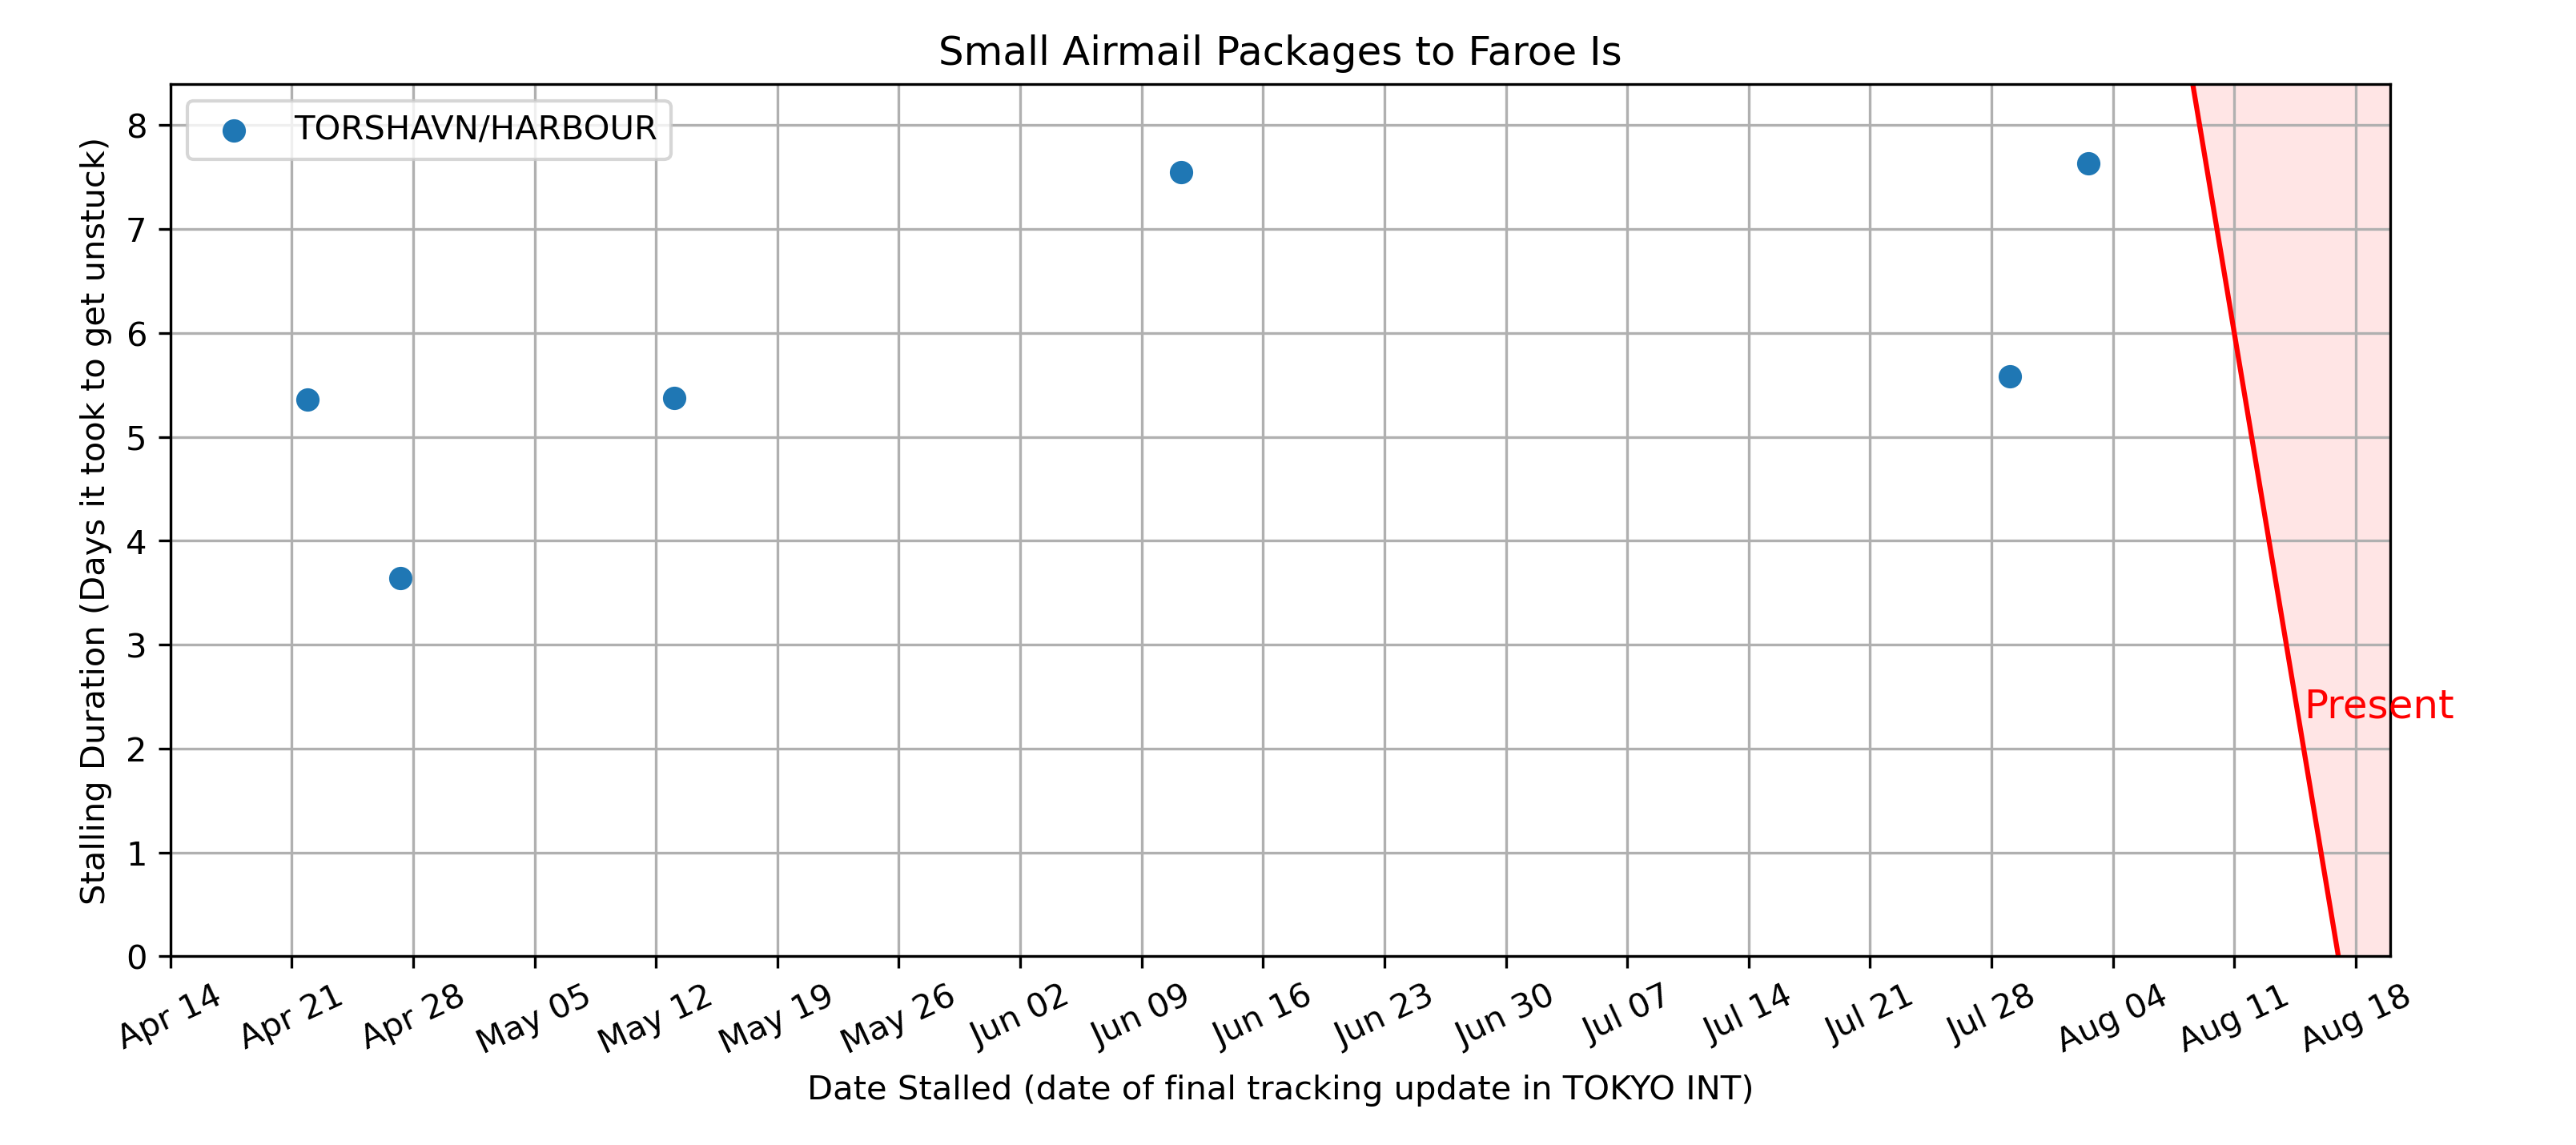 Small Airmail Packages to Faroe Is
TORSHAVN/HARBOUR
Stalling Duration (Days it took to get unstuck)
8
7
6
5
4
3
2
1
0
Present
Apr 14
Apr 21
Apr 28
May 05
May 12
May 19
May 26
Jun 02
Jun 09
Jun 16
Jun 23
Jun 30
Jul 07
Jul 14
Jul 21
Jul 28
Aug 04
Aug 11
Aug 18
Date Stalled (date of final tracking update in TOKYO INT)